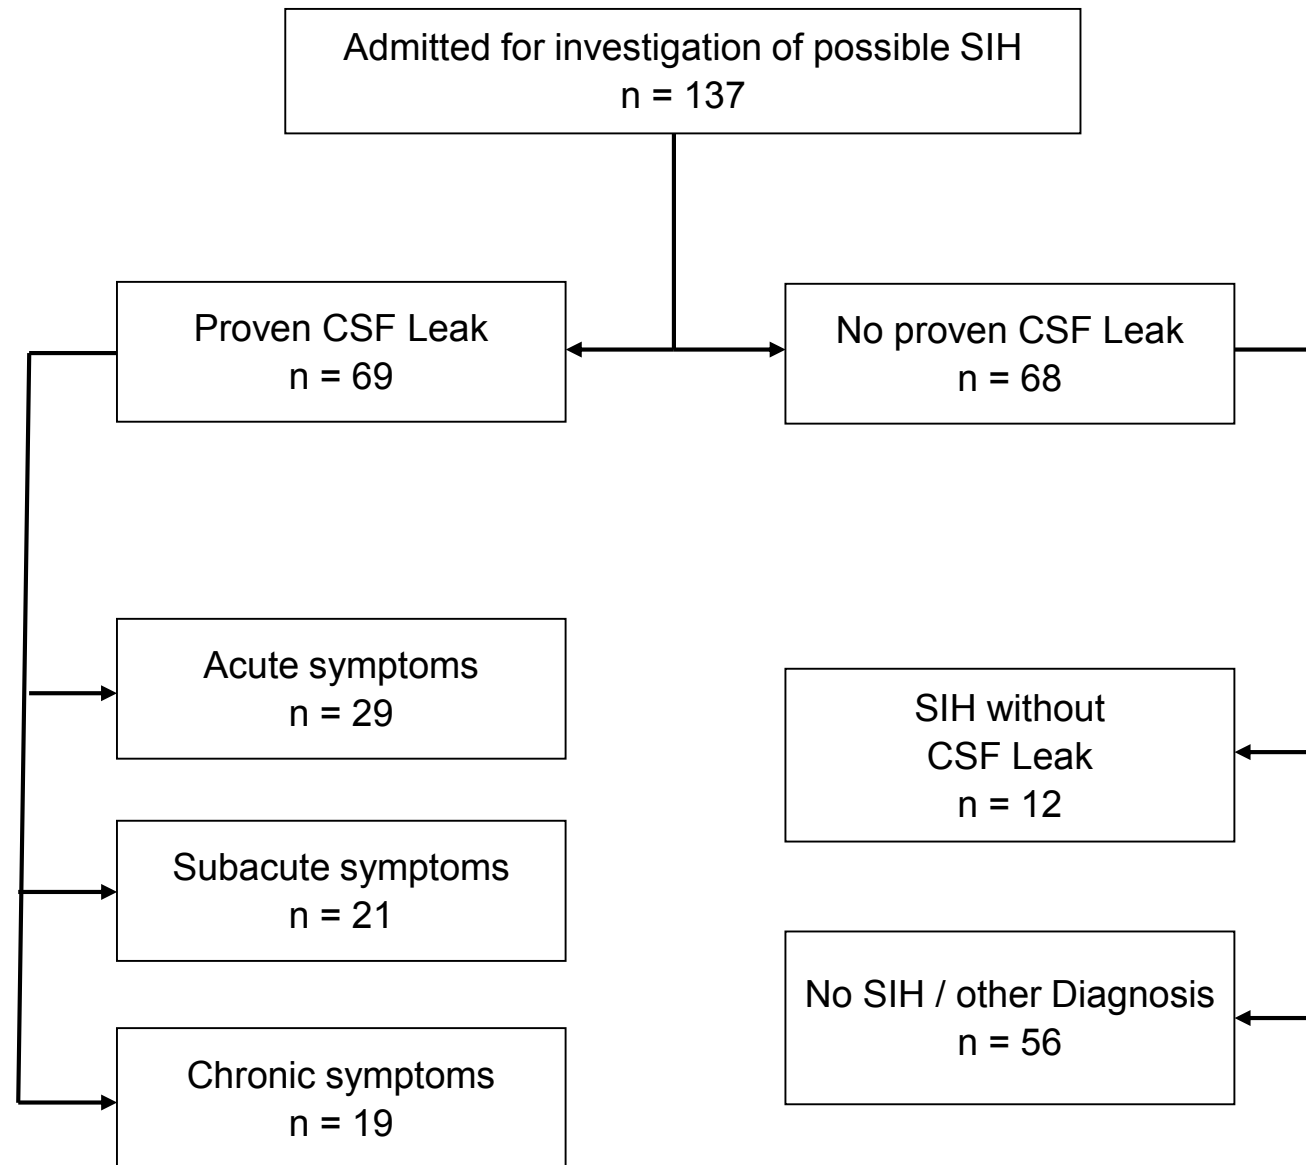 Admitted for investigation of possible SIH
n = 137
Proven CSF Leak
n = 69
No proven CSF Leak
n = 68
Acute symptoms
n = 29
Subacute symptoms
n = 21
Chronic symptoms
n = 19
SIH without
CSF Leak
n = 12
No SIH / other Diagnosis
n = 56